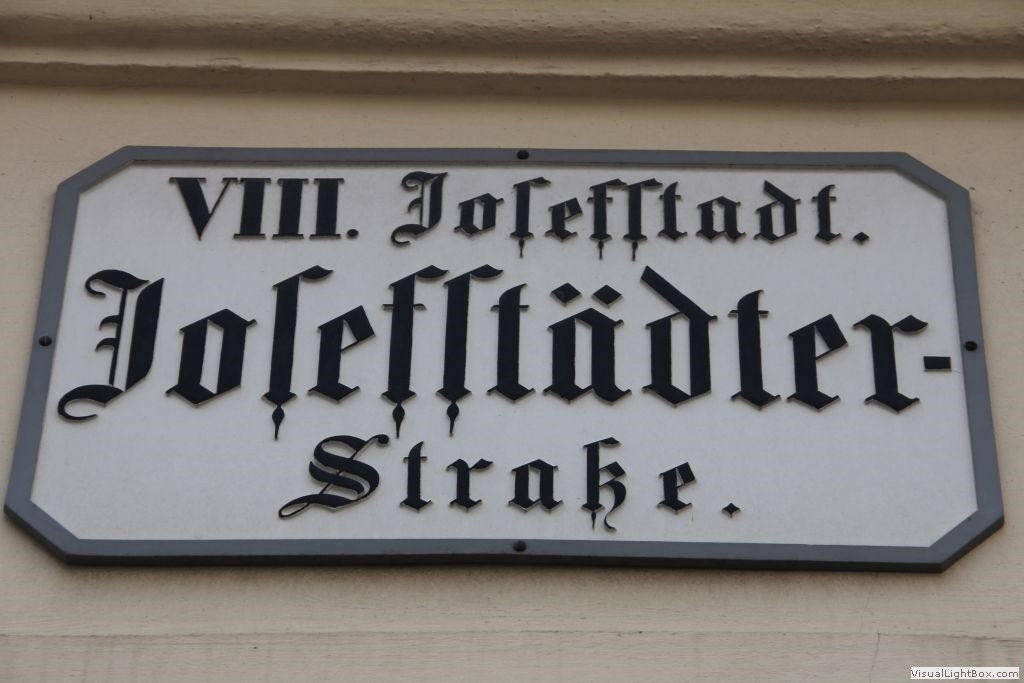 VIII. Joſefſtadt.
Joſefſtädter-
Straße.
VisualLightBox.com